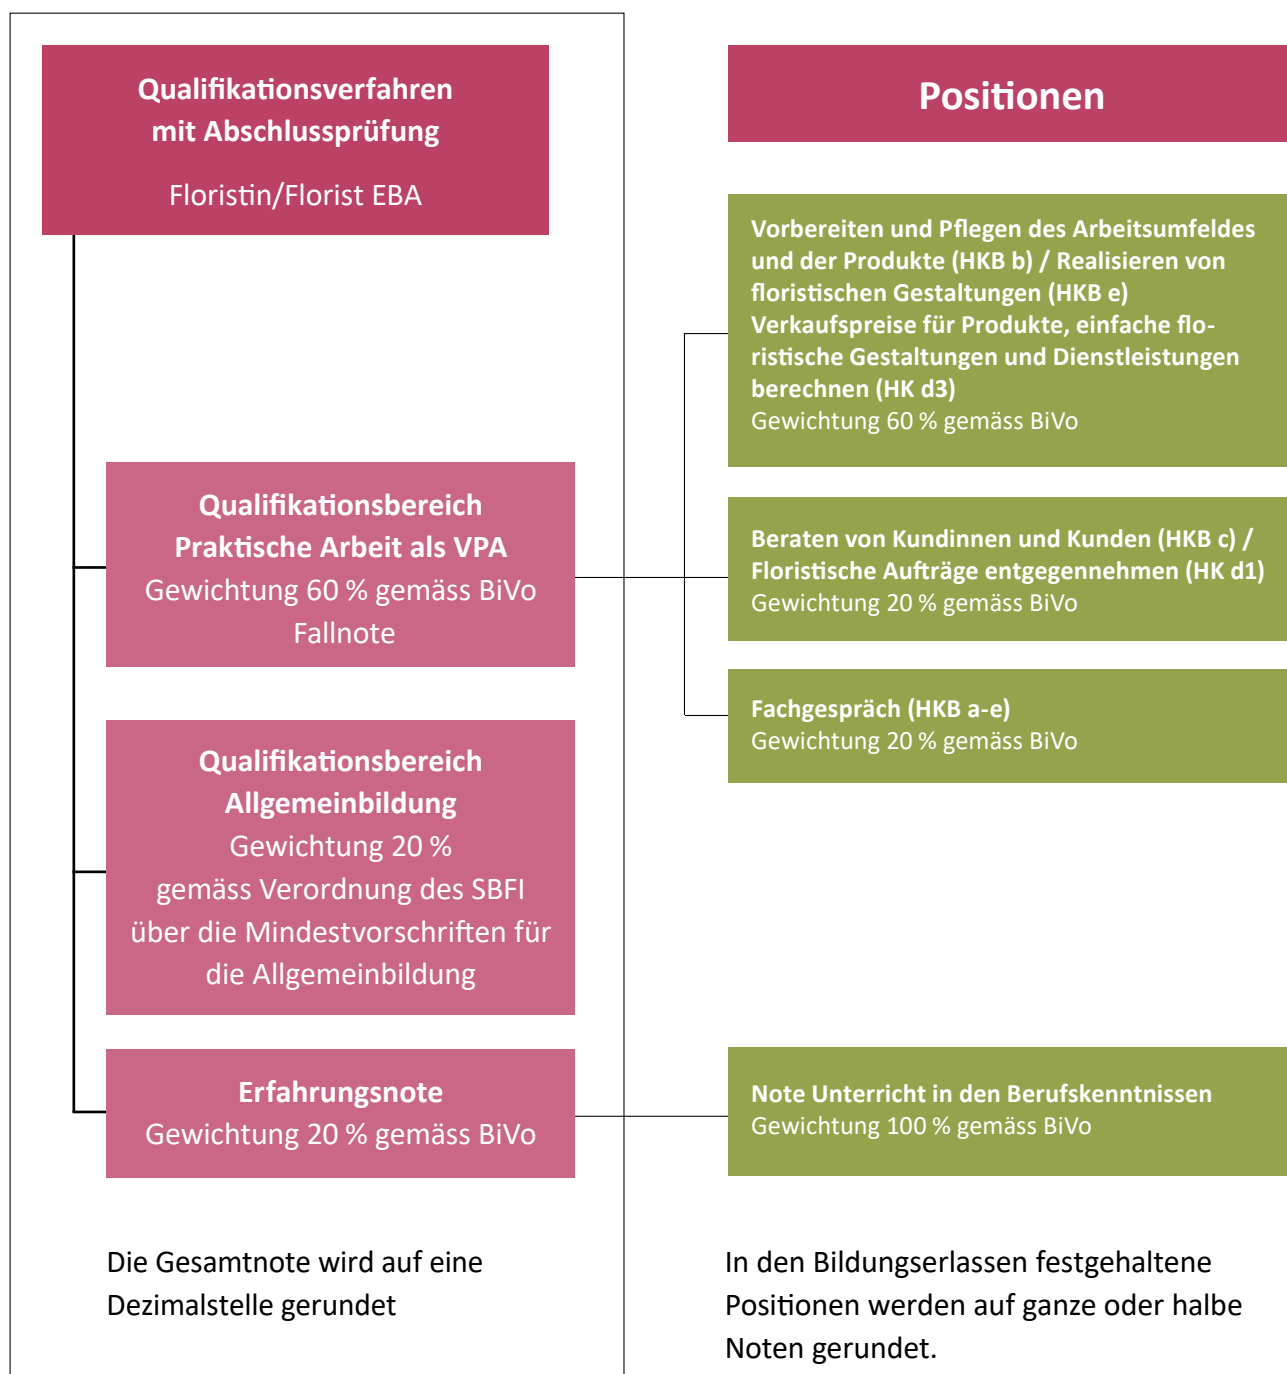 Qualifikationsverfahren
mit Abschlussprüfung
Floristin/Florist EBA
Qualifikationsbereich
Praktische Arbeit als VPA
Gewichtung 60 % gemäss BiVo
Fallnote
Qualifikationsbereich
Allgemeinbildung
Gewichtung 20 %
gemäss Verordnung des SBFI
über die Mindestvorschriften für
die Allgemeinbildung
Erfahrungsnote
Gewichtung 20 % gemäss BiVo
Die Gesamtnote wird auf eine
Dezimalstelle gerundet
Positionen
Vorbereiten und Pflegen des Arbeitsumfeldes
und der Produkte (HKB b) / Realisieren von
floristischen Gestaltungen (HKB e)
Verkaufspreise für Produkte, einfache flo-
ristische Gestaltungen und Dienstleistungen
berechnen (HK d3)
Gewichtung 60 % gemäss BiVo
Beraten von Kundinnen und Kunden (HKB c) /
Floristische Aufträge entgegennehmen (HK d1)
Gewichtung 20 % gemäss BiVo
Fachgespräch (HKB a-e)
Gewichtung 20 % gemäss BiVo
Note Unterricht in den Berufskenntnissen
Gewichtung 100 % gemäss BiVo
In den Bildungserlassen festgehaltene
Positionen werden auf ganze oder halbe
Noten gerundet.